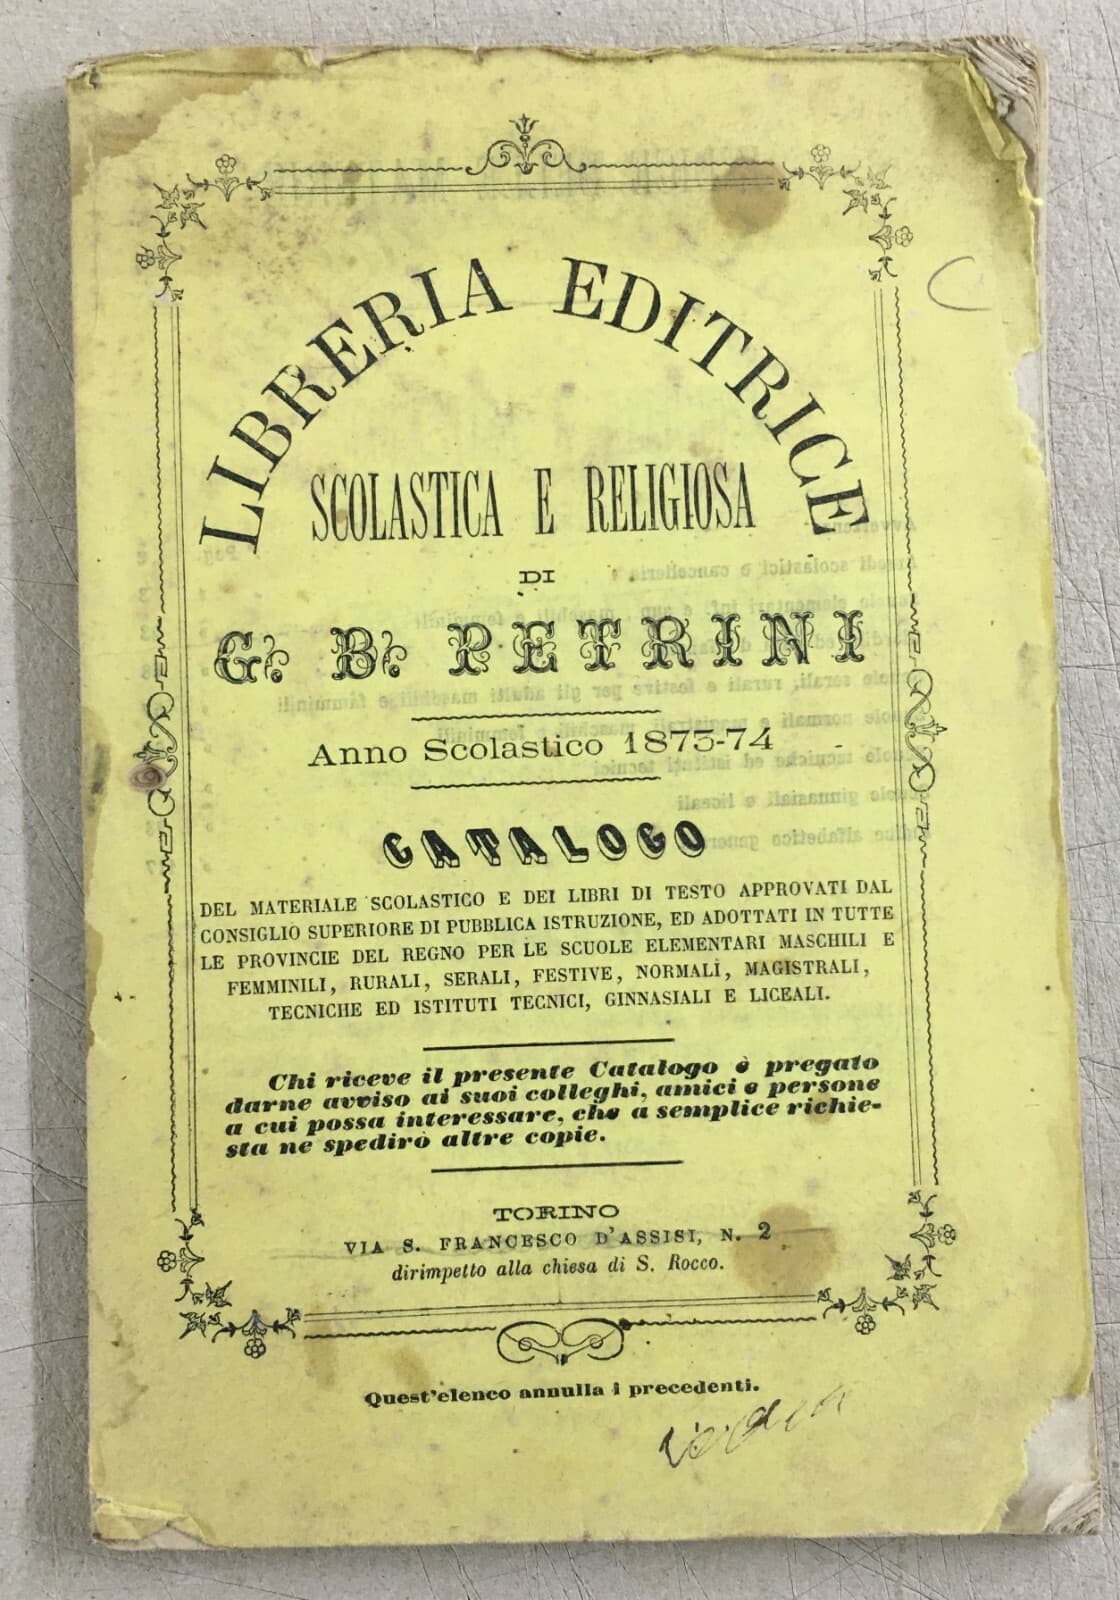 LIBRERIA EDITRICE
SCOLASTICA E RELIGIOSA
DI
G. B. PETRINI
Anno Scolastico 1873-74
CATALOGO
DEL MATERIALE SCOLASTICO E DEI LIBRI DI TESTO APPROVATI DAL
CONSIGLIO SUPERIORE DI PUBBLICA ISTRUZIONE, ED ADOTTATI IN TUTTE
LE PROVINCIE DEL REGNO PER LE SCUOLE ELEMENTARI MASCHILI E
FEMMINILI, RURALI, SERALI, FESTIVE, NORMALI, MAGISTRALI,
TECNICHE ED ISTITUTI TECNICI, GINNASIALI E LICEALI.
Chi riceve il presente Catalogo è pregato
darne avviso ai suoi colleghi, amici e persone
a cui possa interessare, che a semplice richie-
sta ne spedirò altre copie.
TORINO
VIA S. FRANCESCO D'ASSISI, N. 2
dirimpetto alla chiesa di S. Rocco.
Quest'elenco annulla i precedenti.